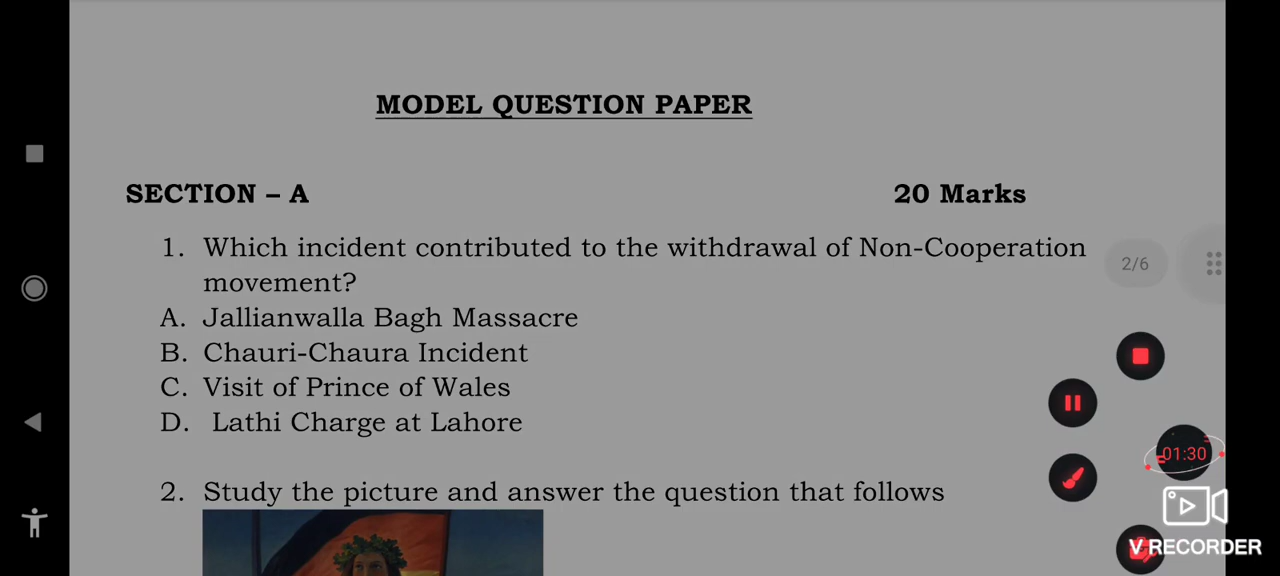 MODEL QUESTION PAPER
SECTION – A 20 Marks
1. Which incident contributed to the withdrawal of Non-Cooperation
movement?
2/6
A. Jallianwalla Bagh Massacre
B. Chauri-Chaura Incident
C. Visit of Prince of Wales
D. Lathi Charge at Lahore
01:30
2. Study the picture and answer the question that follows
V RECORDER